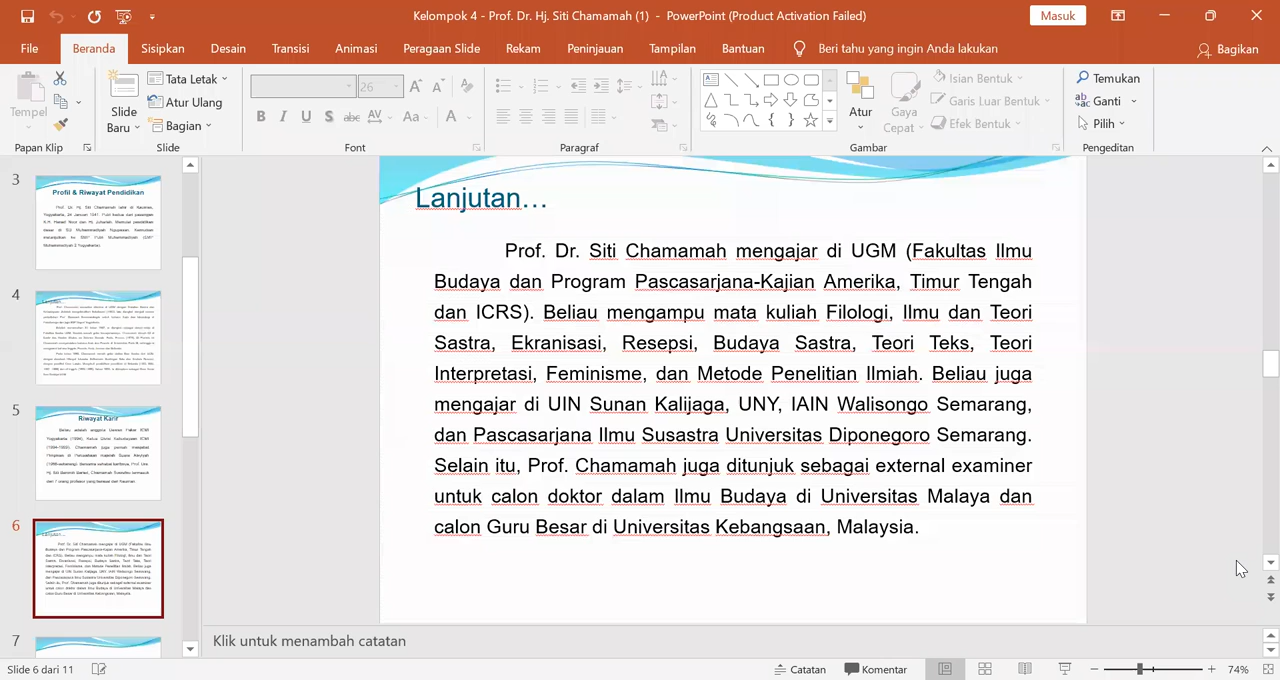 Kelompok 4 - Prof. Dr. Hj. Siti Chamamah (1) - PowerPoint (Product Activation Failed)
Masuk
File Beranda Sisipkan Desain Transisi Animasi Peragaan Slide Rekam Peninjauan Tampilan Bantuan Beri tahu yang ingin Anda lakukan Bagikan
Tempel
Papan Klip
Slide Baru
Tata Letak
Atur Ulang
Bagian
Slide
26
Font
Paragraf
Atur
Gaya Cepat
Isian Bentuk
Garis Luar Bentuk
Efek Bentuk
Gambar
Temukan
Ganti
Pilih
Pengeditan
3
Profil & Riwayat Pendidikan
4
5
Riwayat Karir
6
7
Lanjutan…
Prof. Dr. Siti Chamamah mengajar di UGM (Fakultas Ilmu
Budaya dan Program Pascasarjana-Kajian Amerika, Timur Tengah
dan ICRS). Beliau mengampu mata kuliah Filologi, Ilmu dan Teori
Sastra, Ekranisasi, Resepsi, Budaya Sastra, Teori Teks, Teori
Interpretasi, Feminisme, dan Metode Penelitian Ilmiah. Beliau juga
mengajar di UIN Sunan Kalijaga, UNY, IAIN Walisongo Semarang,
dan Pascasarjana Ilmu Susastra Universitas Diponegoro Semarang.
Selain itu, Prof. Chamamah juga ditunjuk sebagai external examiner
untuk calon doktor dalam Ilmu Budaya di Universitas Malaya dan
calon Guru Besar di Universitas Kebangsaan, Malaysia.
Klik untuk menambah catatan
Slide 6 dari 11
Catatan
Komentar
74%